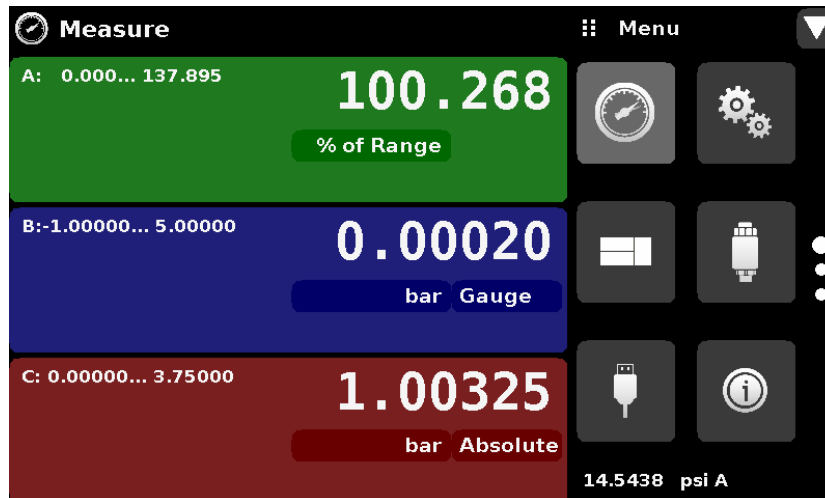 Measure
Menu
A: 0.000... 137.895
100.268
% of Range
B:-1.00000... 5.00000
0.00020
bar Gauge
C: 0.00000... 3.75000
1.00325
bar Absolute
14.5438 psi A